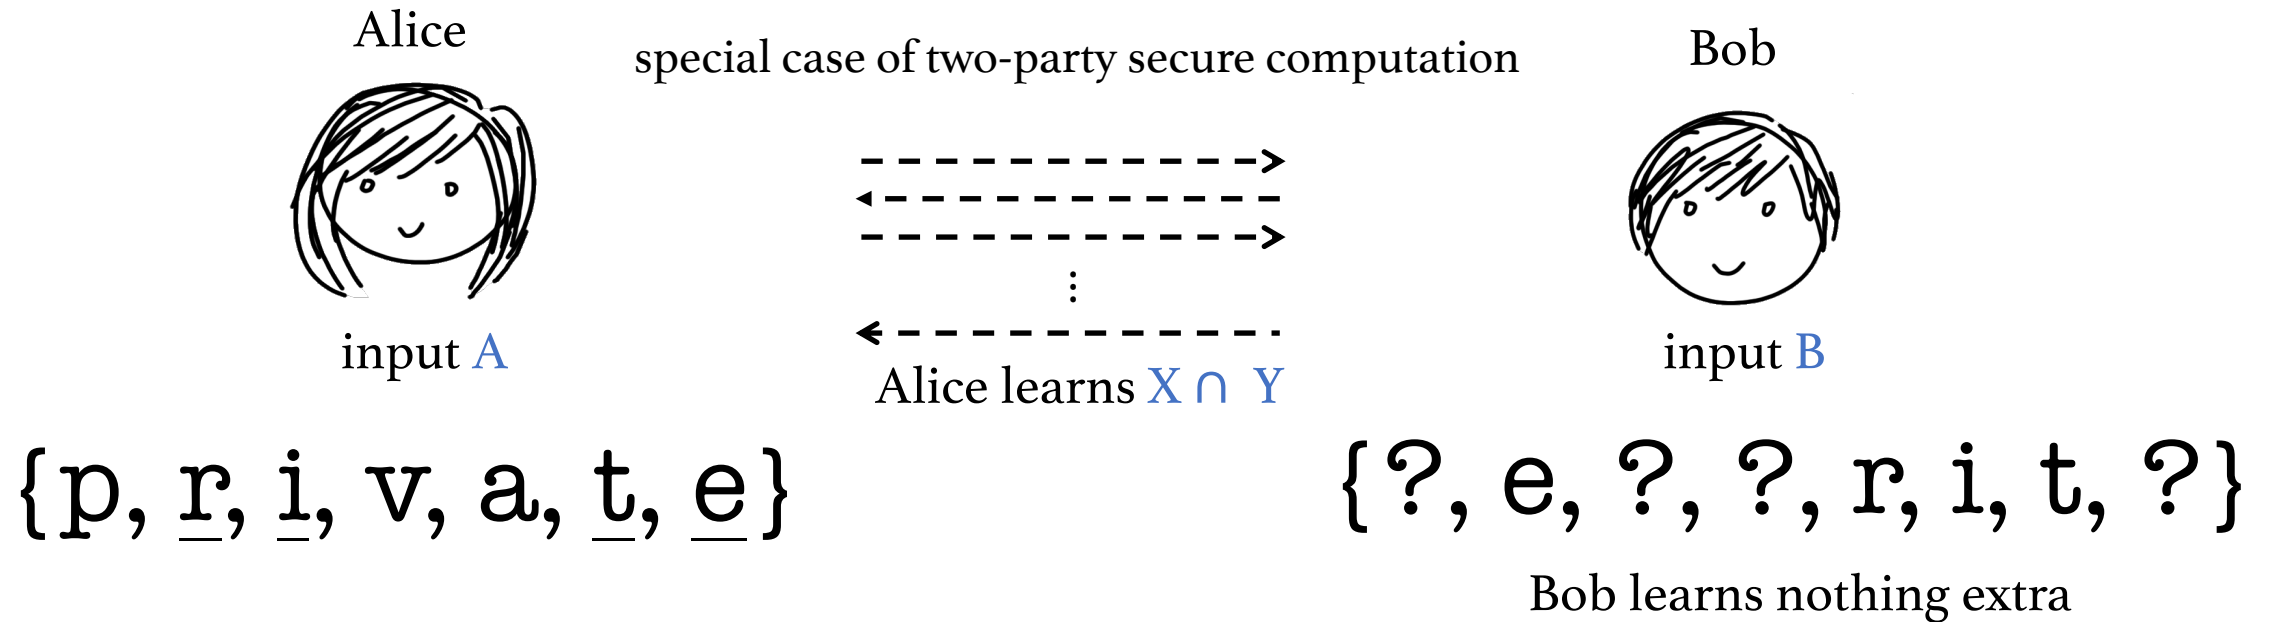 Alice
special case of two-party secure computation
Bob
input A
input B
Alice learns X ∩ Y
{p, r, i, v, a, t, e}
{?, e, ?, ?, r, i, t, ?}
Bob learns nothing extra